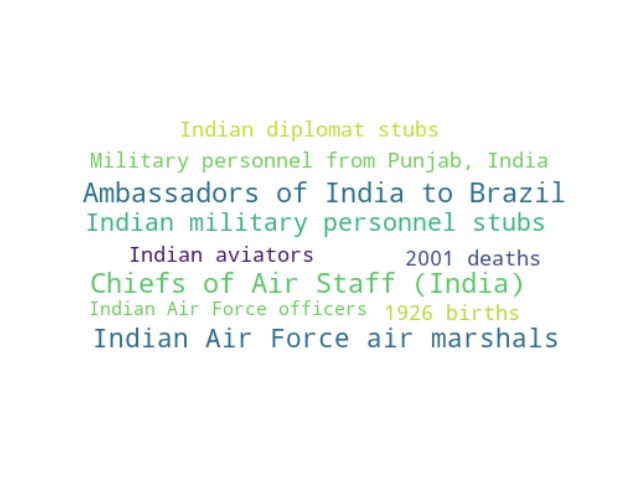 Indian diplomat stubs
Military personnel from Punjab, India
Ambassadors of India to Brazil
Indian military personnel stubs
Indian aviators
2001 deaths
Chiefs of Air Staff (India)
Indian Air Force officers
1926 births
Indian Air Force air marshals